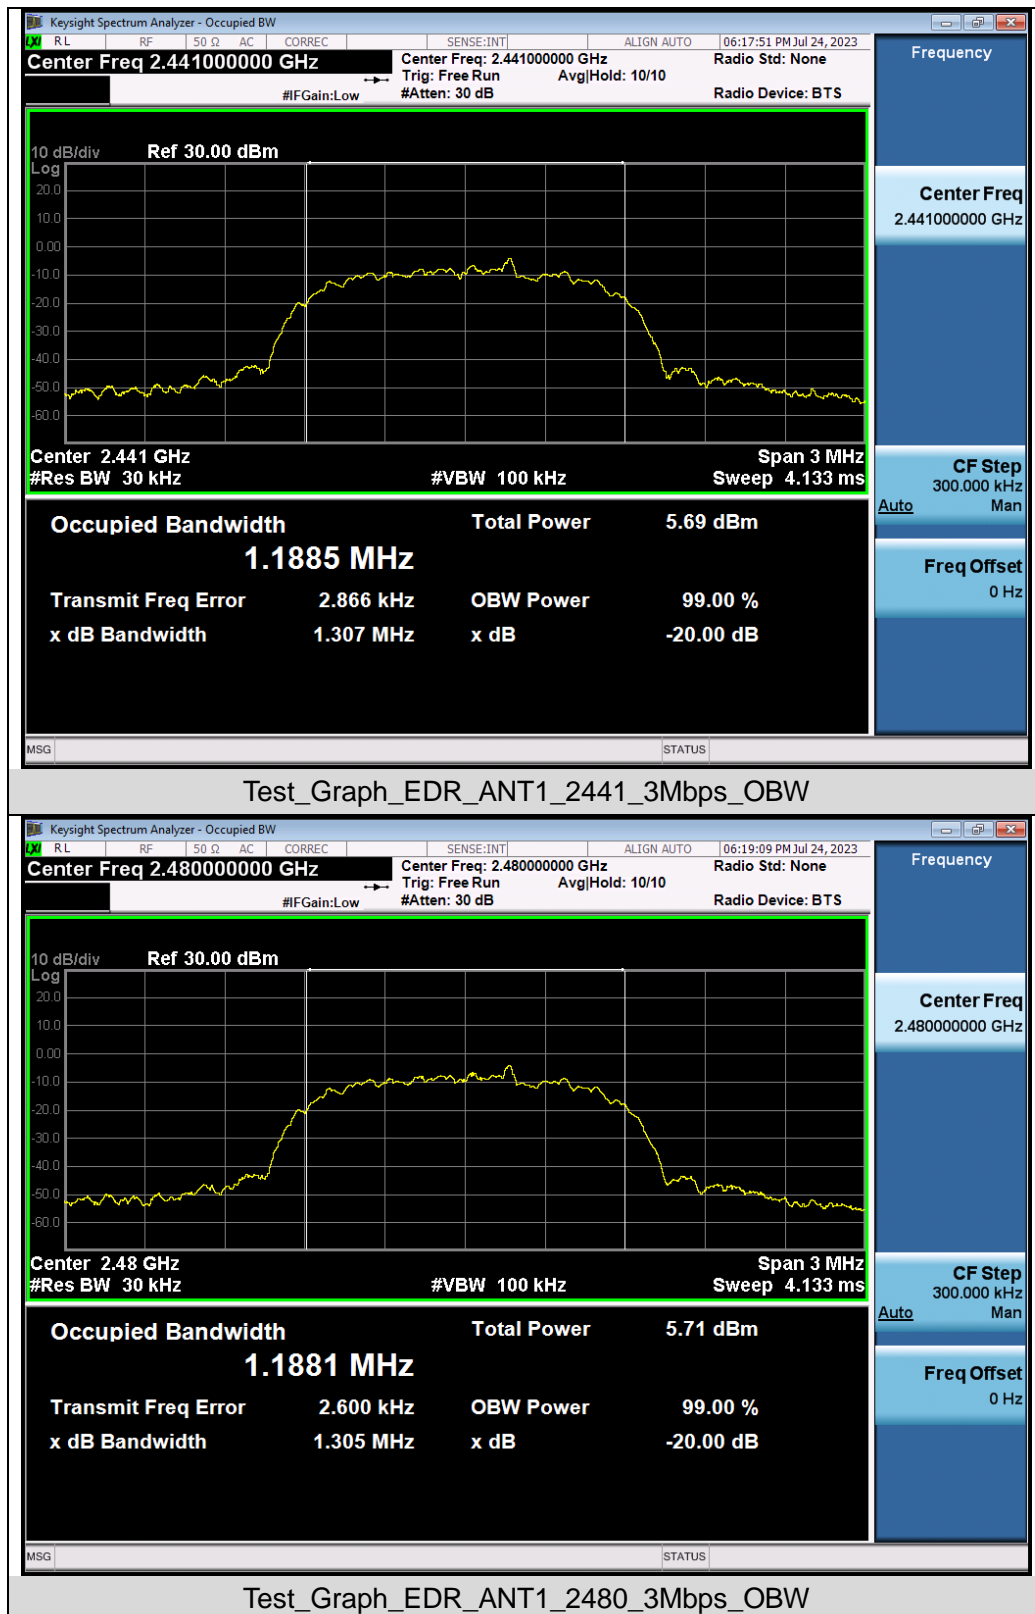 Keysight Spectrum Analyzer - Occupied BW
LXI RL RF 50 Ω AC CORREC SENSE:INT ALIGN AUTO 06:17:51 PM Jul 24, 2023
Center Freq 2.441000000 GHz Center Freq: 2.441000000 GHz Radio Std: None Frequency
Trig: Free Run Avg|Hold: 10/10
#IFGain:Low #Atten: 30 dB Radio Device: BTS
10 dB/div Ref 30.00 dBm
Log
20.0
10.0
0.00
-10.0
-20.0
-30.0
-40.0
-50.0
-60.0
Center Freq
2.441000000 GHz
Center 2.441 GHz Span 3 MHz
#Res BW 30 kHz #VBW 100 kHz Sweep 4.133 ms
CF Step
300.000 kHz
Auto Man
Occupied Bandwidth Total Power 5.69 dBm
1.1885 MHz
Freq Offset
0 Hz
Transmit Freq Error 2.866 kHz OBW Power 99.00 %
x dB Bandwidth 1.307 MHz x dB -20.00 dB
MSG STATUS
Test_Graph_EDR_ANT1_2441_3Mbps_OBW
Keysight Spectrum Analyzer - Occupied BW
LXI RL RF 50 Ω AC CORREC SENSE:INT ALIGN AUTO 06:19:09 PM Jul 24, 2023
Center Freq 2.480000000 GHz Center Freq: 2.480000000 GHz Radio Std: None Frequency
Trig: Free Run Avg|Hold: 10/10
#IFGain:Low #Atten: 30 dB Radio Device: BTS
10 dB/div Ref 30.00 dBm
Log
20.0
10.0
0.00
-10.0
-20.0
-30.0
-40.0
-50.0
-60.0
Center Freq
2.480000000 GHz
Center 2.48 GHz Span 3 MHz
#Res BW 30 kHz #VBW 100 kHz Sweep 4.133 ms
CF Step
300.000 kHz
Auto Man
Occupied Bandwidth Total Power 5.71 dBm
1.1881 MHz
Freq Offset
0 Hz
Transmit Freq Error 2.600 kHz OBW Power 99.00 %
x dB Bandwidth 1.305 MHz x dB -20.00 dB
MSG STATUS
Test_Graph_EDR_ANT1_2480_3Mbps_OBW